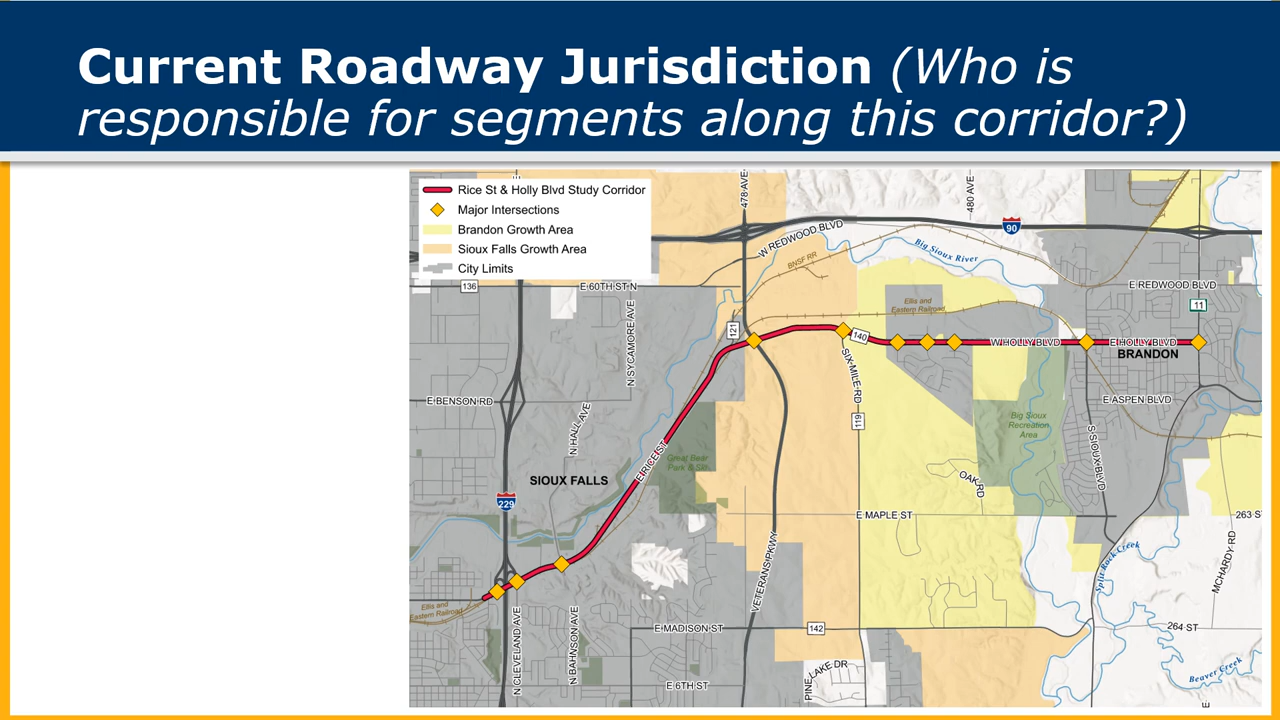 Current Roadway Jurisdiction (Who is
responsible for segments along this corridor?)
Rice St & Holly Blvd Study Corridor
Major Intersections
Brandon Growth Area
Sioux Falls Growth Area
City Limits
478 AVE
480 AVE
W REDWOOD BLVD
90
Big Sioux River
BNSF RR
136
E 60TH ST N
E REDWOOD BLVD
11
Ellis and
Eastern Railroad
121
140
W HOLLY BLVD
E HOLLY BLVD
BRANDON
N SYCAMORE AVE
SIX-MILE RD
E BENSON RD
E ASPEN BLVD
N HALL AVE
119
Big Sioux
Recreation
Area
E RICE ST
Great Bear
Park & SRI
S SIOUX BLVD
SIOUX FALLS
OAK RD
229
E MAPLE ST
263 S
VETERANS PKWY
Split Rock Creek
MCHARDY RD
Ellis and
Eastern Railroad
N CLEVELAND AVE
N BAHNSON AVE
E MADISON ST
142
264 ST
PINE LAKE DR
Beaver Creek
E 6TH ST